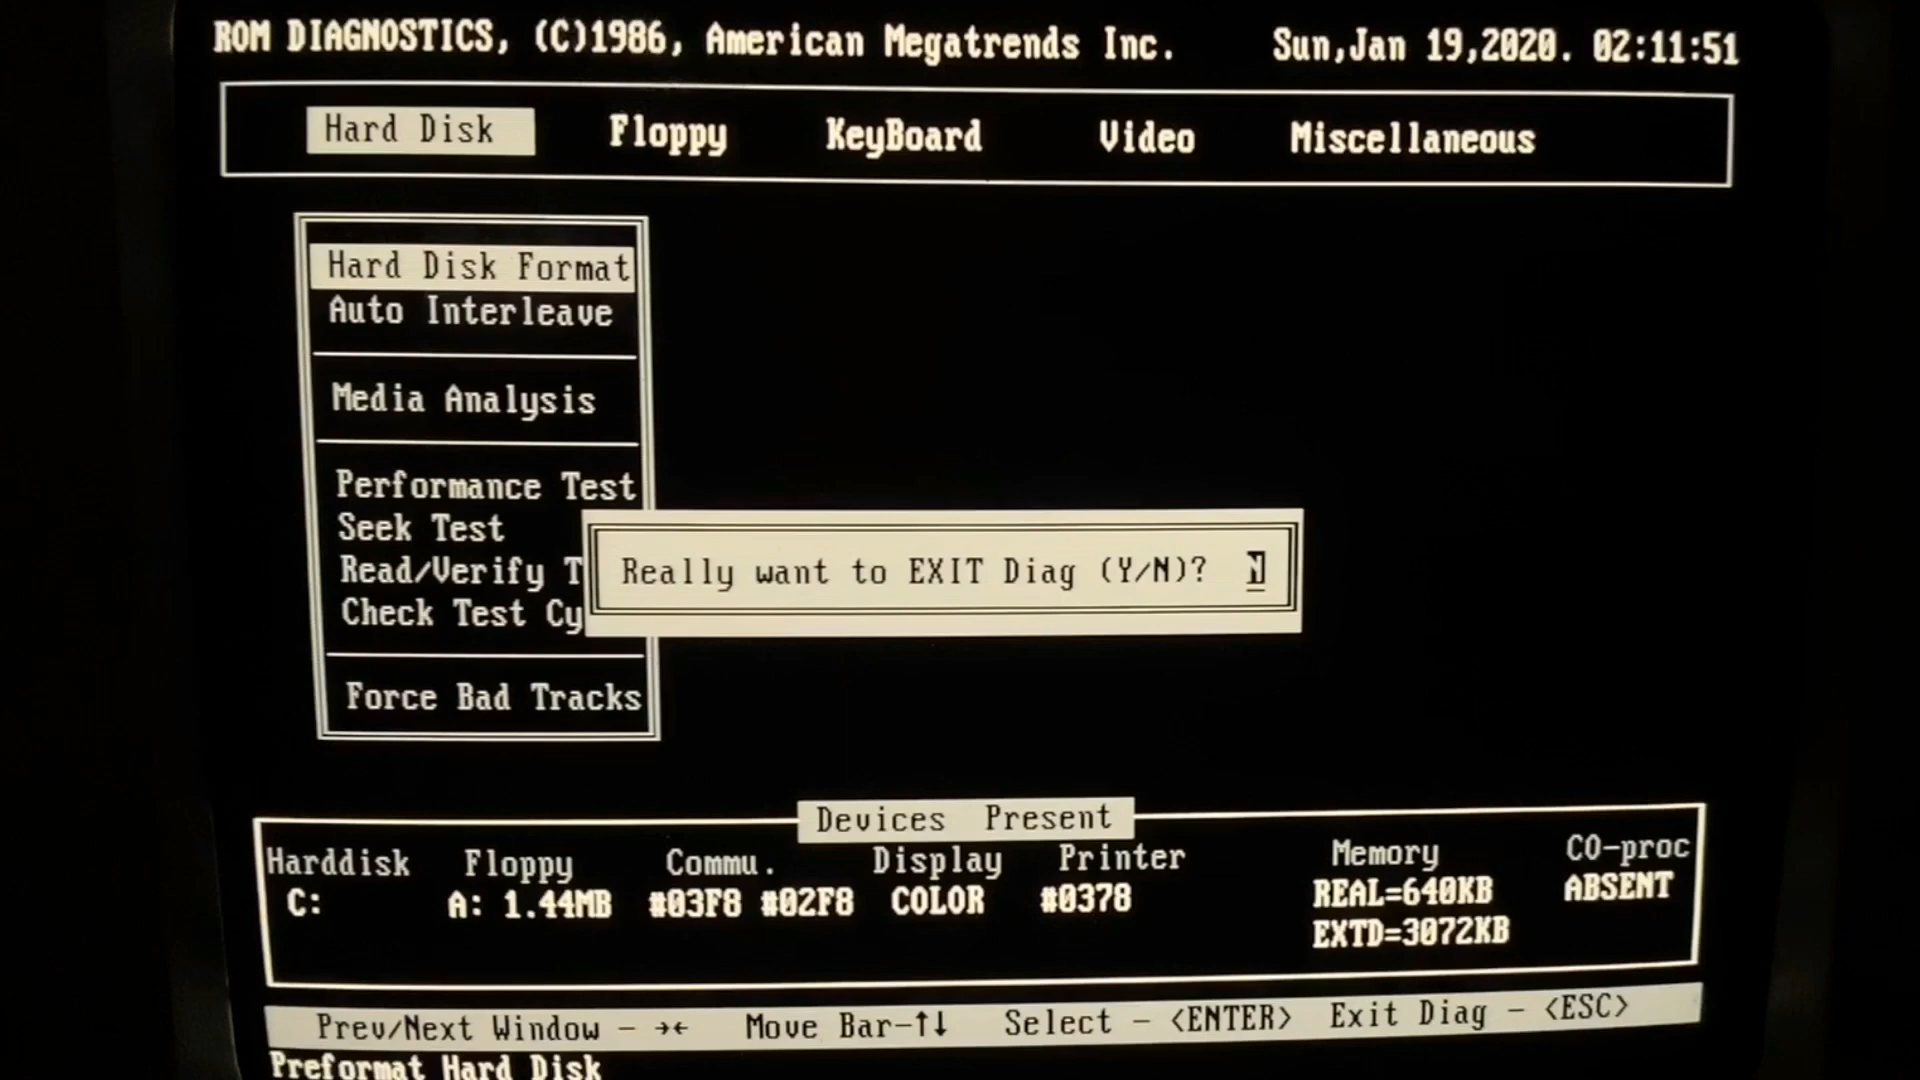 ROM DIAGNOSTICS, (C)1986, American Megatrends Inc. Sun,Jan 19,2020. 02:11:51
Hard Disk Floppy KeyBoard Video Miscellaneous
Hard Disk Format
Auto Interleave
Media Analysis
Performance Test
Seek Test
Read/Verify T
Check Test Cy
Force Bad Tracks
Really want to EXIT Diag (Y/N)? N
Devices Present
Harddisk Floppy Commu. Display Printer Memory CO-proc
C: A: 1.44MB #03F8 #02F8 COLOR #0378 REAL=640KB ABSENT
EXTD=3072KB
Prev/Next Window - →← Move Bar-↑↓ Select - <ENTER> Exit Diag - <ESC>
Preformat Hard Disk